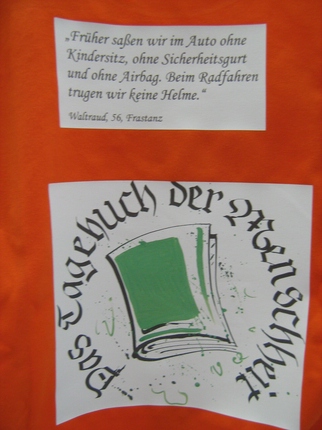 „Früher saßen wir im Auto ohne
Kindersitz, ohne Sicherheitsgurt
und ohne Airbag. Beim Radfahren
trugen wir keine Helme.“
Waltraud, 56, Frastanz
Das Tagebuch der Menschheit